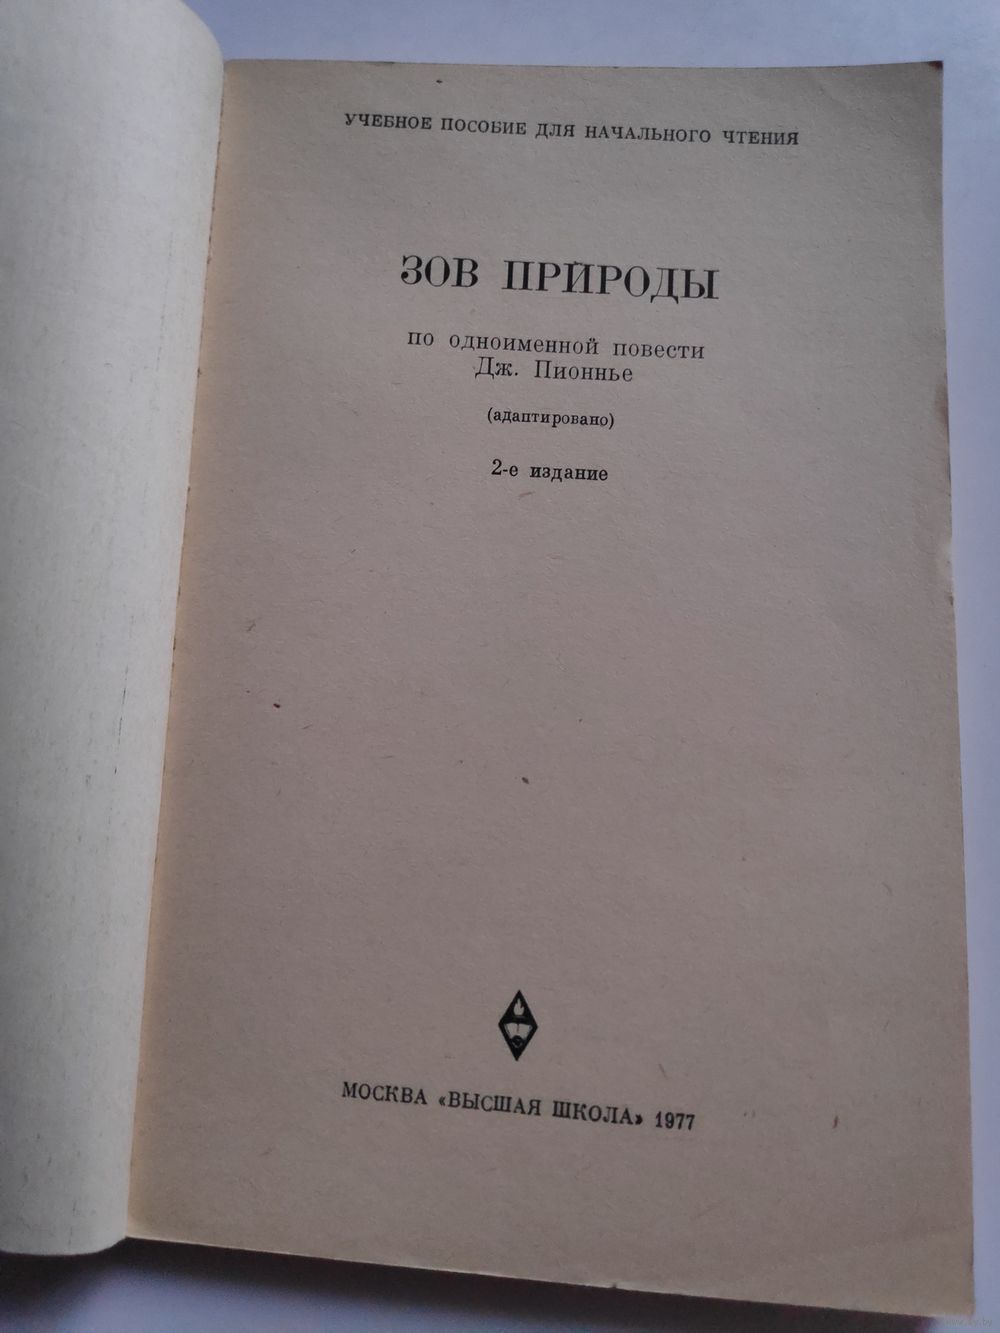 УЧЕБНОЕ ПОСОБИЕ ДЛЯ НАЧАЛЬНОГО ЧТЕНИЯ
ЗОВ ПРИРОДЫ
по одноименной повести
Дж. Пионнье
(адаптировано)
2-е издание
МОСКВА «ВЫСШАЯ ШКОЛА» 1977